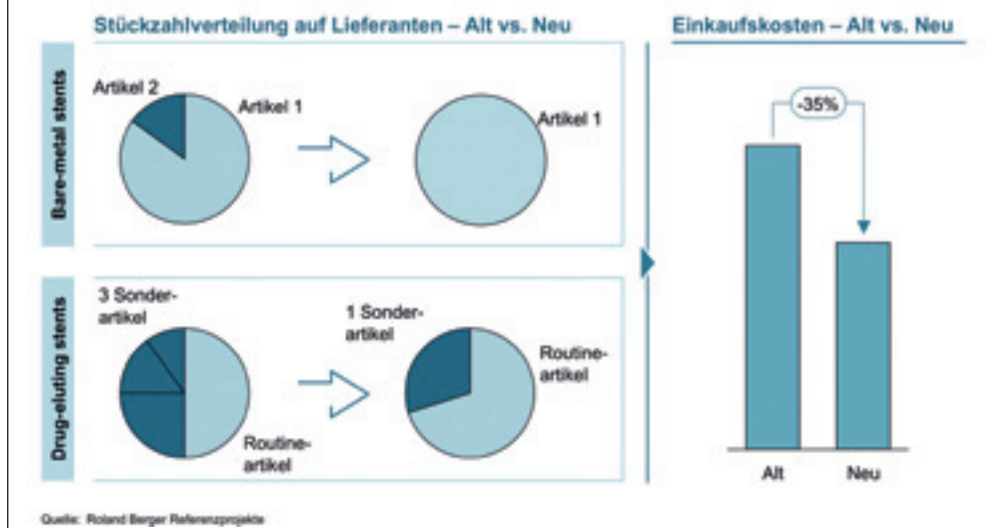 Stückzahlverteilung auf Lieferanten – Alt vs. Neu
Bare-metal stents
Artikel 2
Artikel 1
Artikel 1
Drug-eluting stents
3 Sonder-
artikel
Routine-
artikel
1 Sonder-
artikel
Routine-
artikel
Einkaufskosten – Alt vs. Neu
-35%
Alt
Neu
Quelle: Roland Berger Referenzprojekte